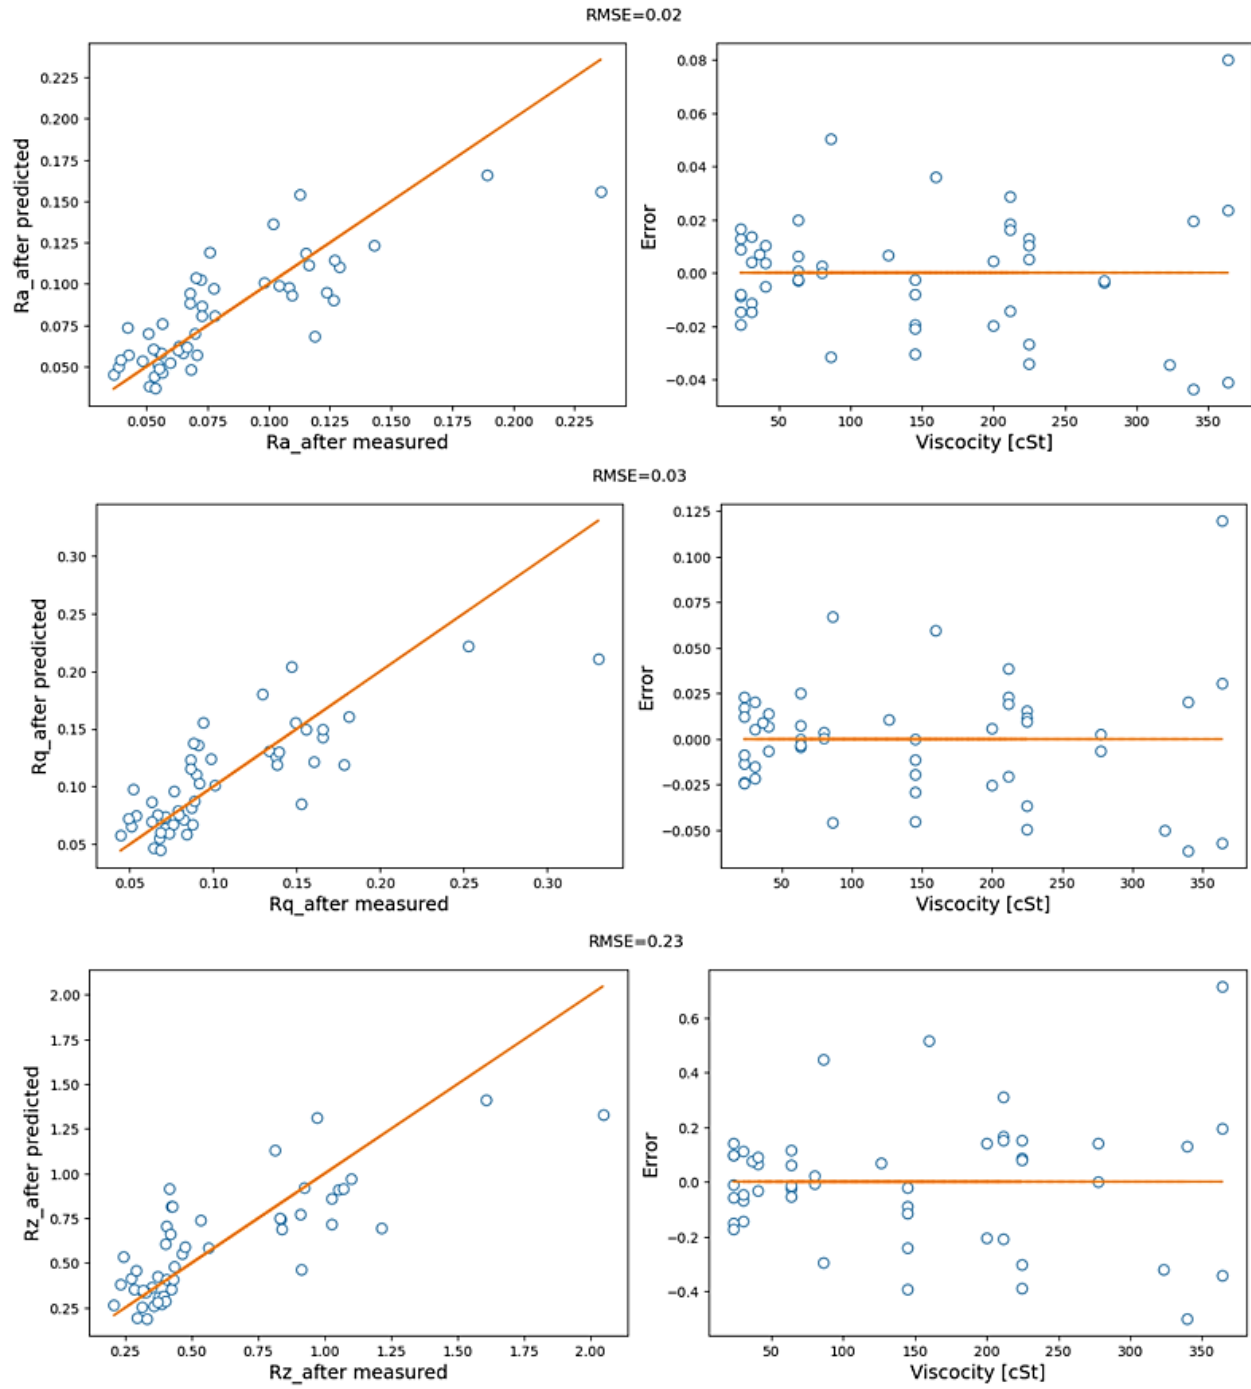 RMSE=0.02
0.225
0.200
0.175
0.150
0.125
0.100
0.075
0.050
Ra_after predicted
0.050 0.075 0.100 0.125 0.150 0.175 0.200 0.225
Ra_after measured
0.08
0.06
0.04
0.02
0.00
−0.02
−0.04
Error
50 100 150 200 250 300 350
Viscocity [cSt]
RMSE=0.03
0.30
0.25
0.20
0.15
0.10
0.05
Rq_after predicted
0.05 0.10 0.15 0.20 0.25 0.30
Rq_after measured
0.125
0.100
0.075
0.050
0.025
0.000
−0.025
−0.050
Error
50 100 150 200 250 300 350
Viscocity [cSt]
RMSE=0.23
2.00
1.75
1.50
1.25
1.00
0.75
0.50
0.25
Rz_after predicted
0.25 0.50 0.75 1.00 1.25 1.50 1.75 2.00
Rz_after measured
0.6
0.4
0.2
0.0
−0.2
−0.4
Error
50 100 150 200 250 300 350
Viscocity [cSt]